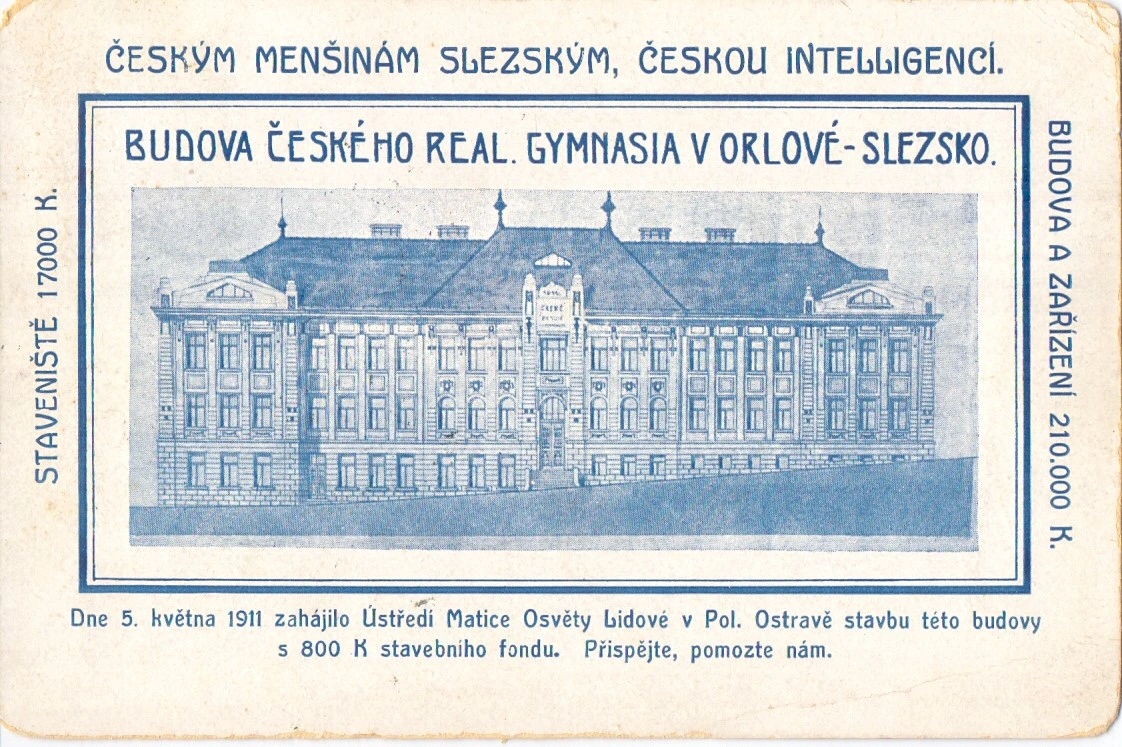 ČESKÝM MENŠINÁM SLEZSKÝM, ČESKOU INTELLIGENCÍ.
BUDOVA ČESKÉHO REAL. GYMNASIA V ORLOVÉ-SLEZSKO.
STAVENIŠTĚ 17000 K.
BUDOVA A ZAŘÍZENÍ 210.000 K.
Dne 5. května 1911 zahájilo Ústředí Matice Osvěty Lidové v Pol. Ostravě stavbu této budovy
s 800 K stavebního fondu. Přispějte, pomozte nám.